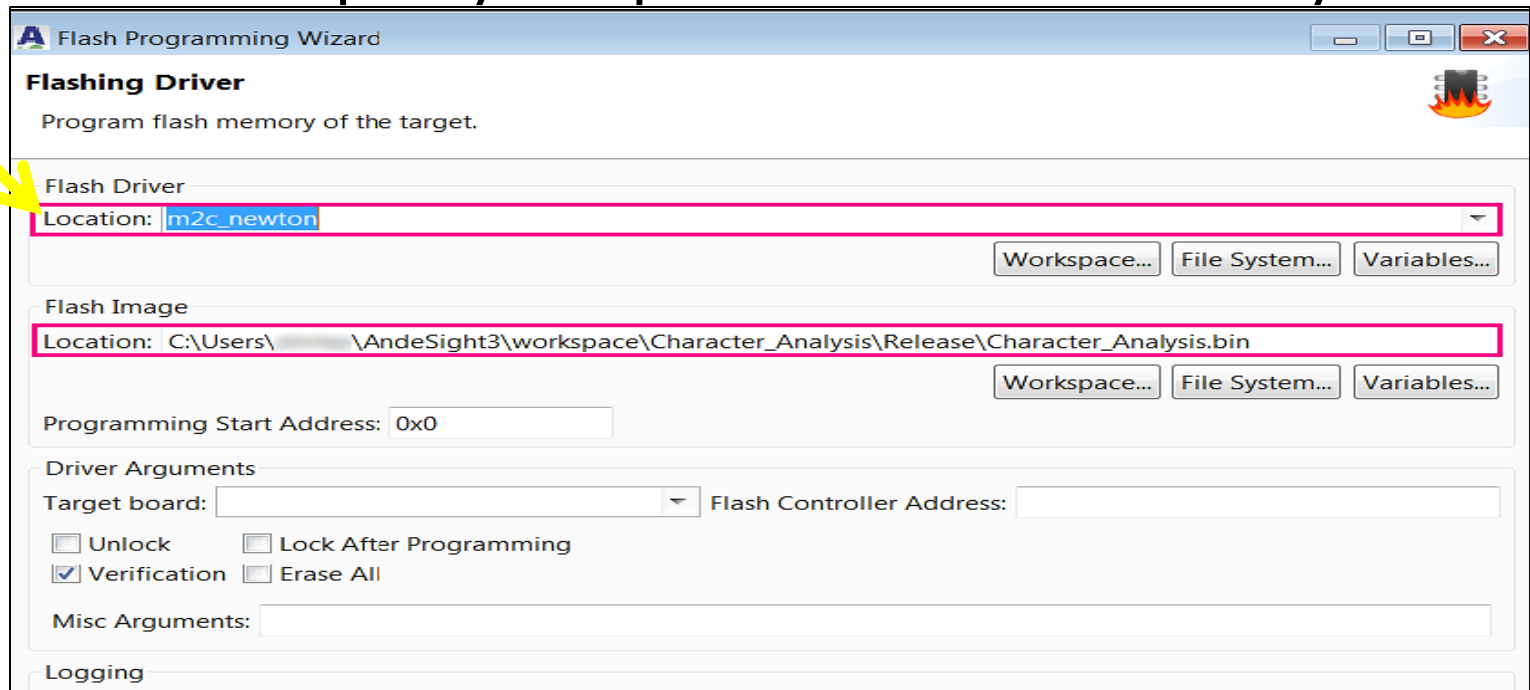 Flash Programming Wizard
Flashing Driver
Program flash memory of the target.
Flash Driver
Location: m2c_newton
Workspace... File System... Variables...
Flash Image
Location: C:\Users\ \AndeSight3\workspace\Character_Analysis\Release\Character_Analysis.bin
Workspace... File System... Variables...
Programming Start Address: 0x0
Driver Arguments
Target board: Flash Controller Address:
Unlock Lock After Programming
Verification Erase All
Misc Arguments:
Logging